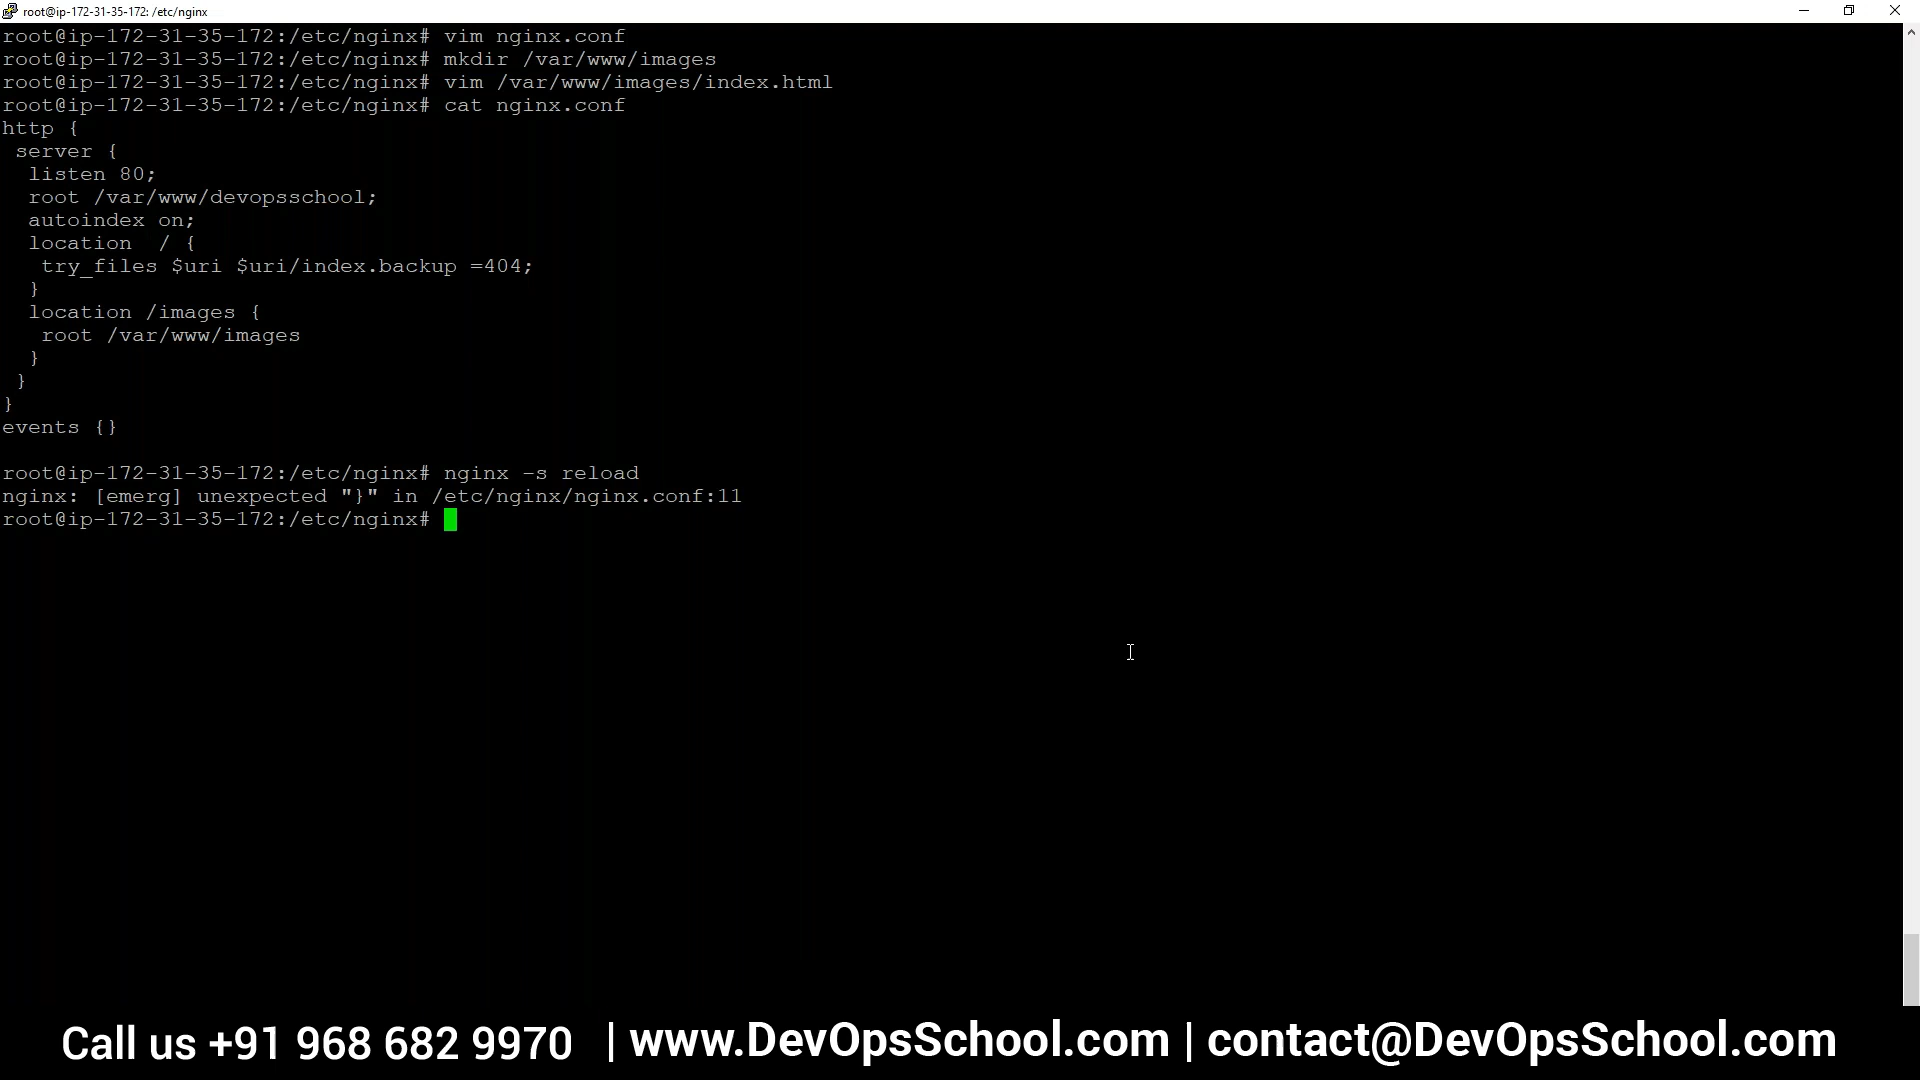 root@ip-172-31-35-172: /etc/nginx
root@ip-172-31-35-172:/etc/nginx# vim nginx.conf
root@ip-172-31-35-172:/etc/nginx# mkdir /var/www/images
root@ip-172-31-35-172:/etc/nginx# vim /var/www/images/index.html
root@ip-172-31-35-172:/etc/nginx# cat nginx.conf
http {
 server {
  listen 80;
  root /var/www/devopsschool;
  autoindex on;
  location  / {
   try_files $uri $uri/index.backup =404;
  }
  location /images {
   root /var/www/images
  }
 }
}
events {}
root@ip-172-31-35-172:/etc/nginx# nginx -s reload
nginx: [emerg] unexpected "}" in /etc/nginx/nginx.conf:11
root@ip-172-31-35-172:/etc/nginx#
Call us +91 968 682 9970 | www.DevOpsSchool.com | contact@DevOpsSchool.com